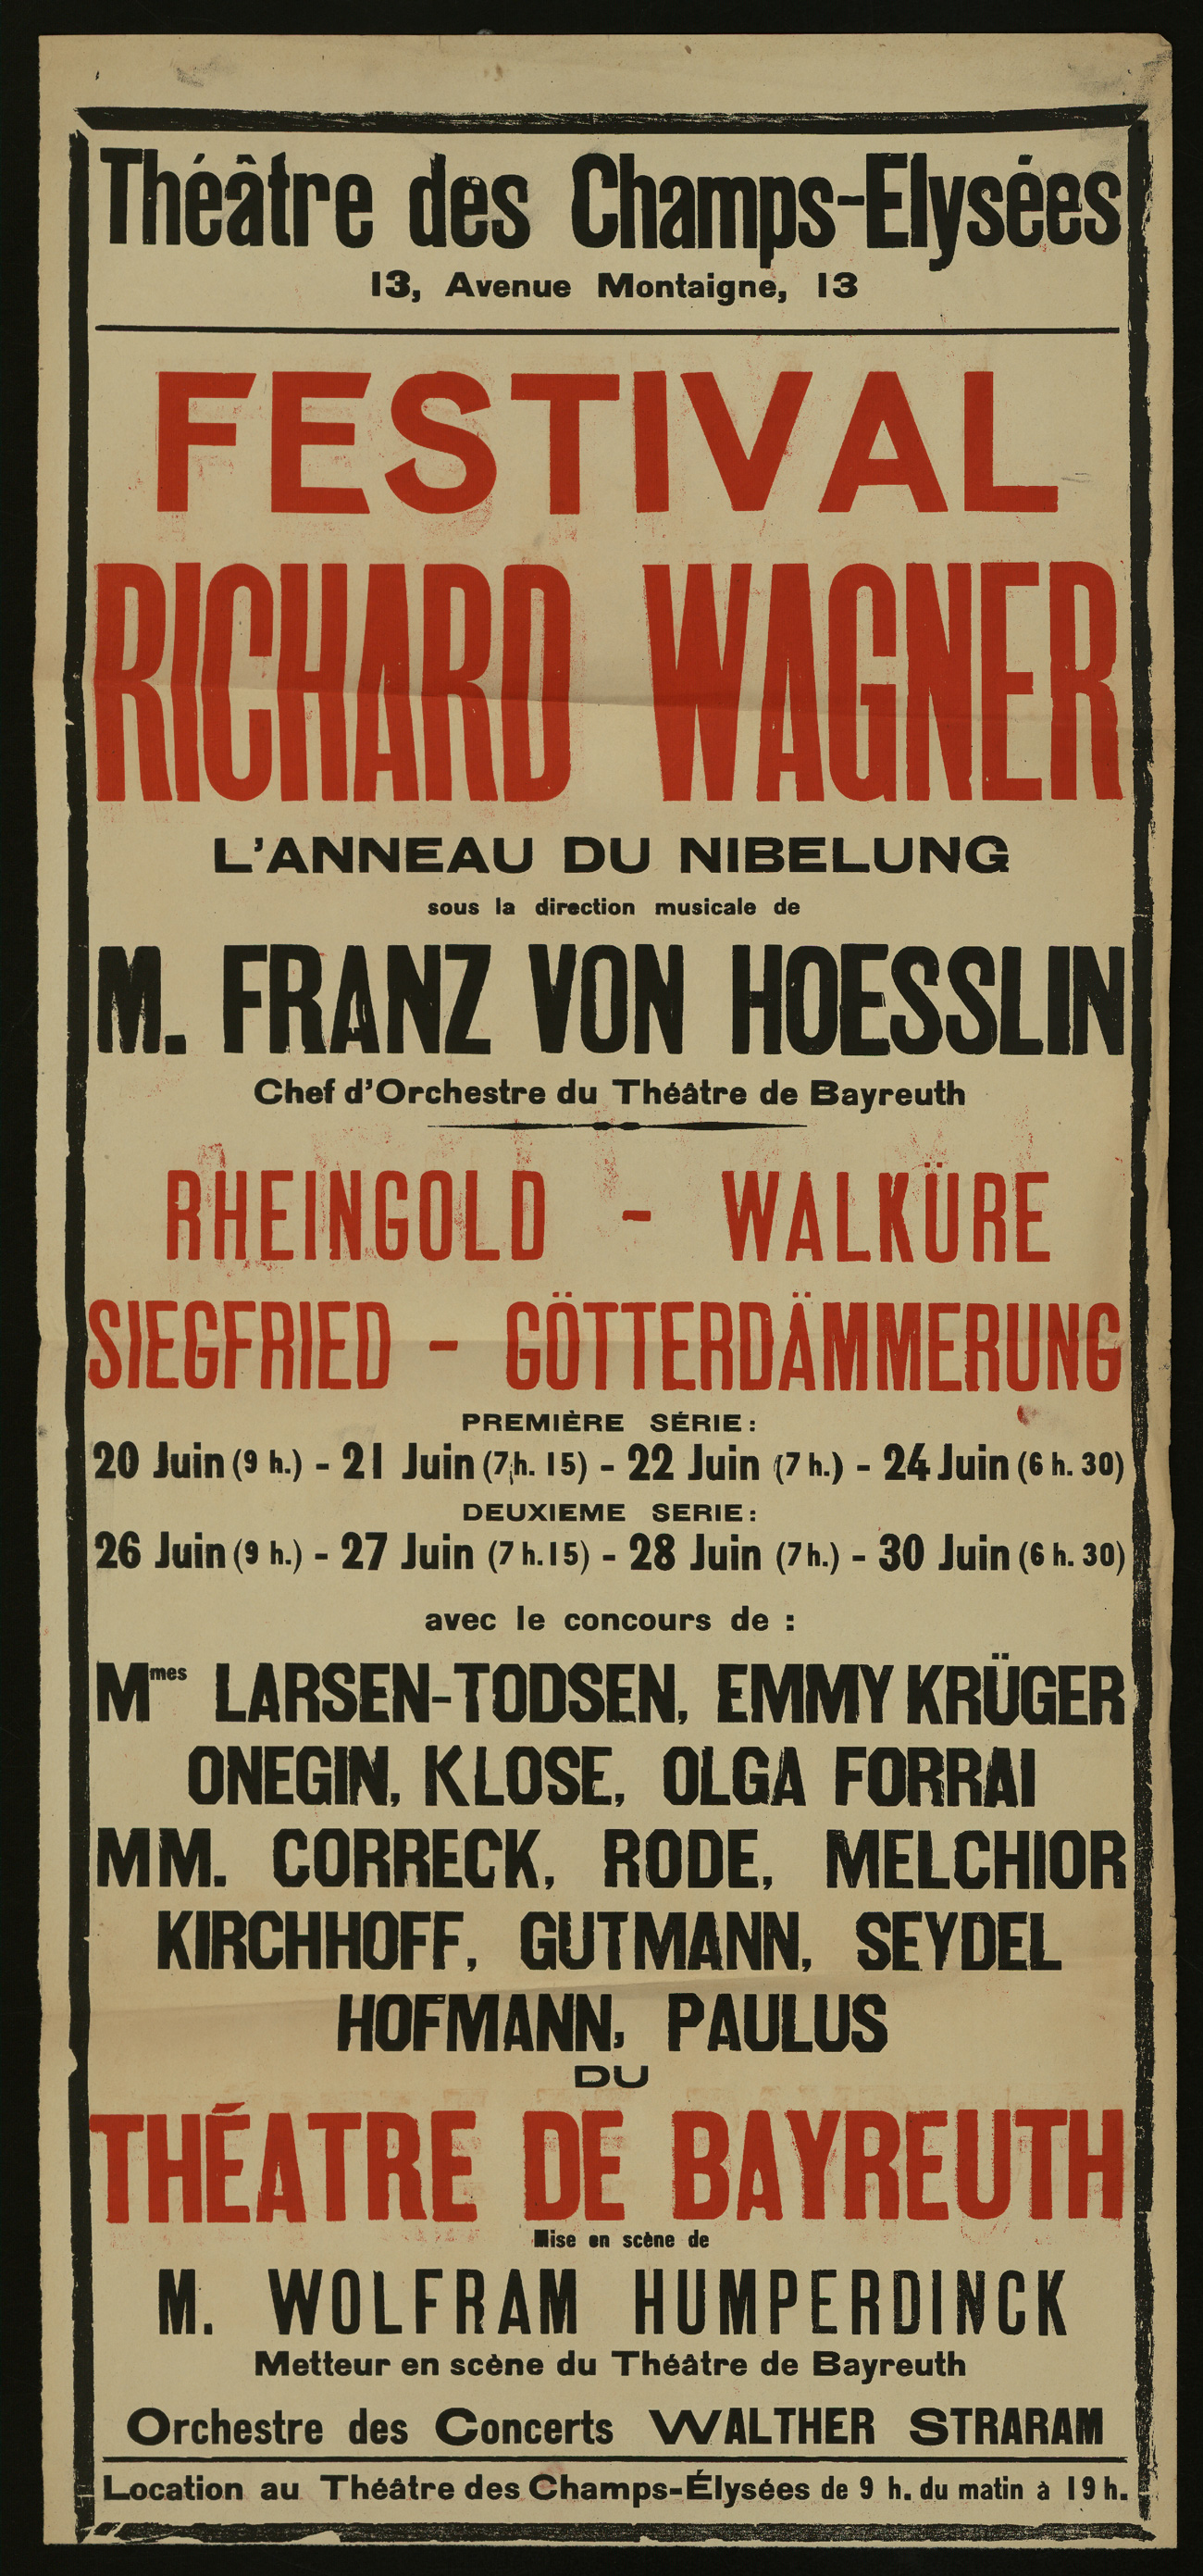 Théâtre des Champs-Elysées
13, Avenue Montaigne, 13
FESTIVAL
RICHARD WAGNER
L'ANNEAU DU NIBELUNG
sous la direction musicale de
M. FRANZ VON HOESSLIN
Chef d'Orchestre du Théâtre de Bayreuth
RHEINGOLD - WALKÜRE
SIEGFRIED - GÖTTERDÄMMERUNG
PREMIÈRE SÉRIE:
20 Juin (9 h.) - 21 Juin (7 h. 15) - 22 Juin (7 h.) - 24 Juin (6 h. 30)
DEUXIEME SERIE:
26 Juin (9 h.) - 27 Juin (7 h. 15) - 28 Juin (7 h.) - 30 Juin (6 h. 30)
avec le concours de :
Mmes LARSEN-TODSEN, EMMY KRÜGER
ONEGIN, KLOSE, OLGA FORRAI
MM. CORRECK, RODE, MELCHIOR
KIRCHHOFF, GUTMANN, SEYDEL
HOFMANN, PAULUS
DU
THÉATRE DE BAYREUTH
Mise en scène de
M. WOLFRAM HUMPERDINCK
Metteur en scène du Théâtre de Bayreuth
Orchestre des Concerts WALTHER STRARAM
Location au Théâtre des Champs-Élysées de 9 h. du matin à 19 h.